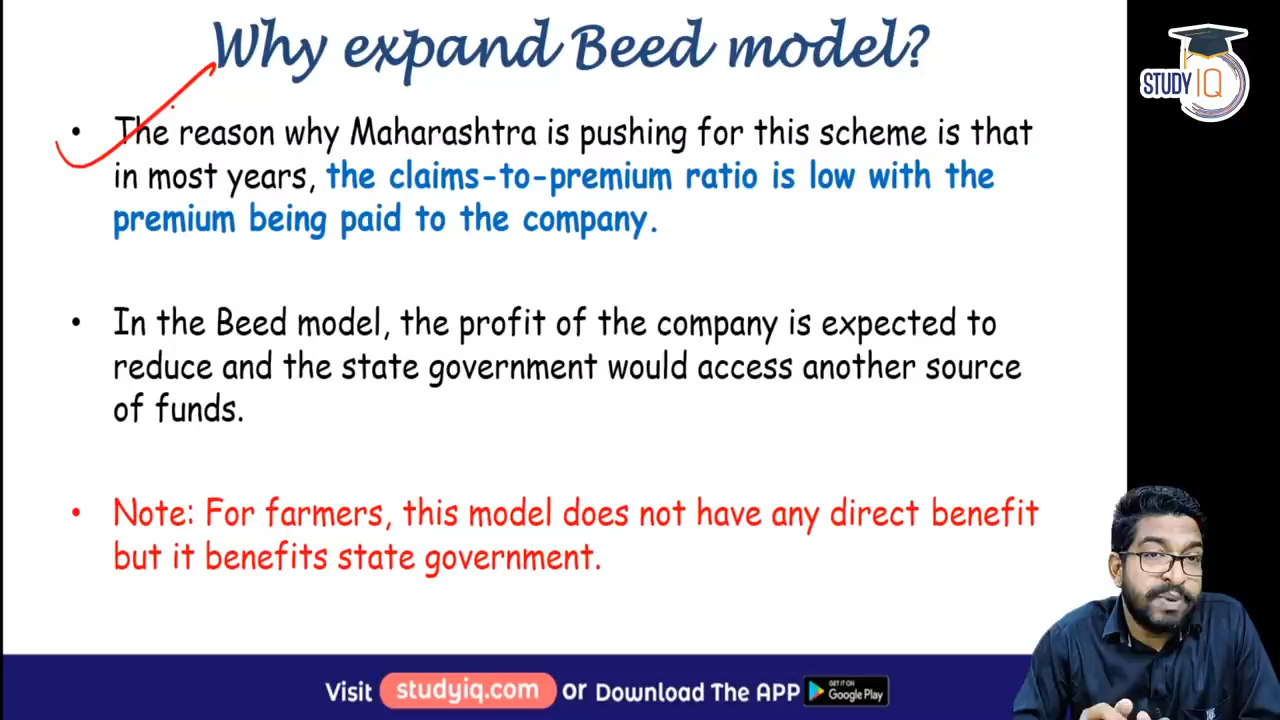 Why expand Beed model?
STUDY IQ
• The reason why Maharashtra is pushing for this scheme is that
in most years, the claims-to-premium ratio is low with the
premium being paid to the company.
• In the Beed model, the profit of the company is expected to
reduce and the state government would access another source
of funds.
• Note: For farmers, this model does not have any direct benefit
but it benefits state government.
Visit studyiq.com or Download The APP GET IT ON Google Play